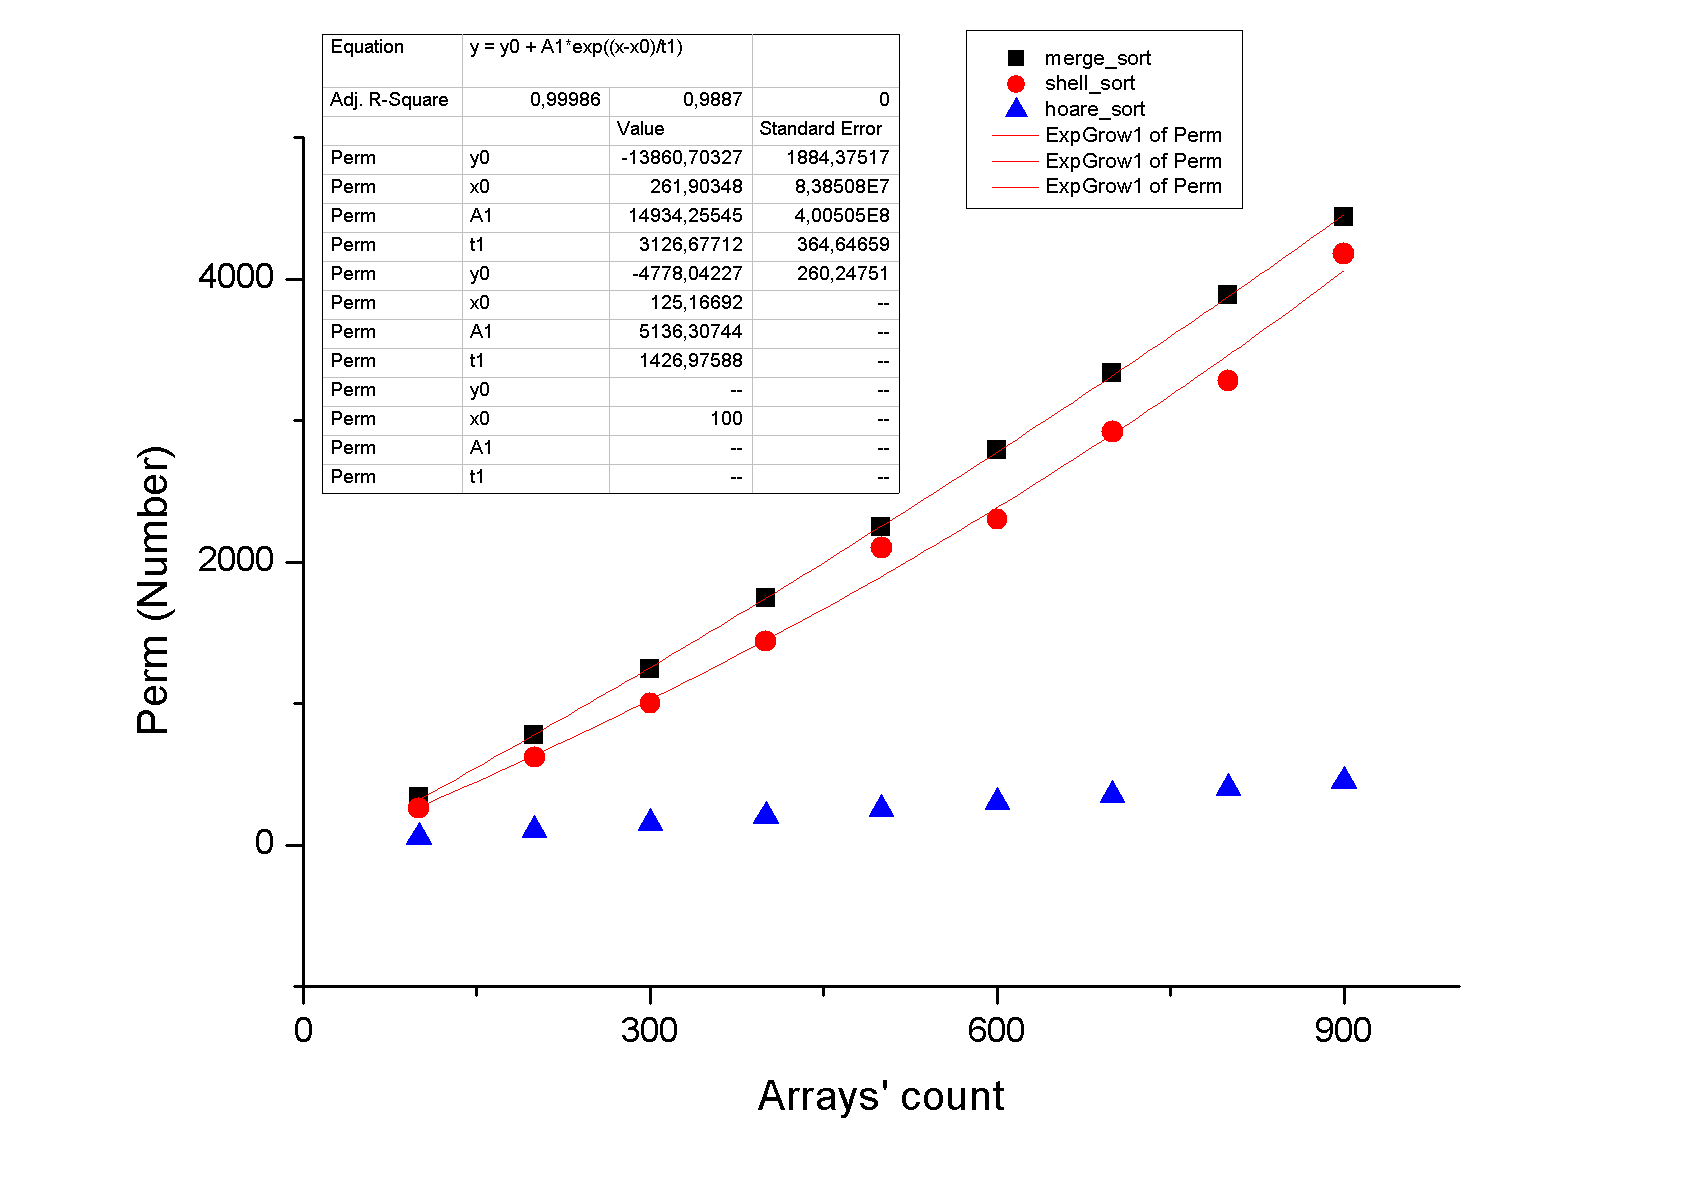 Equation y = y0 + A1*exp((x-x0)/t1)
Adj. R-Square 0,99986 0,9887 0
Value Standard Error
Perm y0 -13860,70327 1884,37517
Perm x0 261,90348 8,38508E7
Perm A1 14934,25545 4,00505E8
Perm t1 3126,67712 364,64659
Perm y0 -4778,04227 260,24751
Perm x0 125,16692 --
Perm A1 5136,30744 --
Perm t1 1426,97588 --
Perm y0 -- --
Perm x0 100 --
Perm A1 -- --
Perm t1 -- --
merge_sort
shell_sort
hoare_sort
ExpGrow1 of Perm
ExpGrow1 of Perm
ExpGrow1 of Perm
Perm (Number)
4000
2000
0
0 300 600 900
Arrays' count